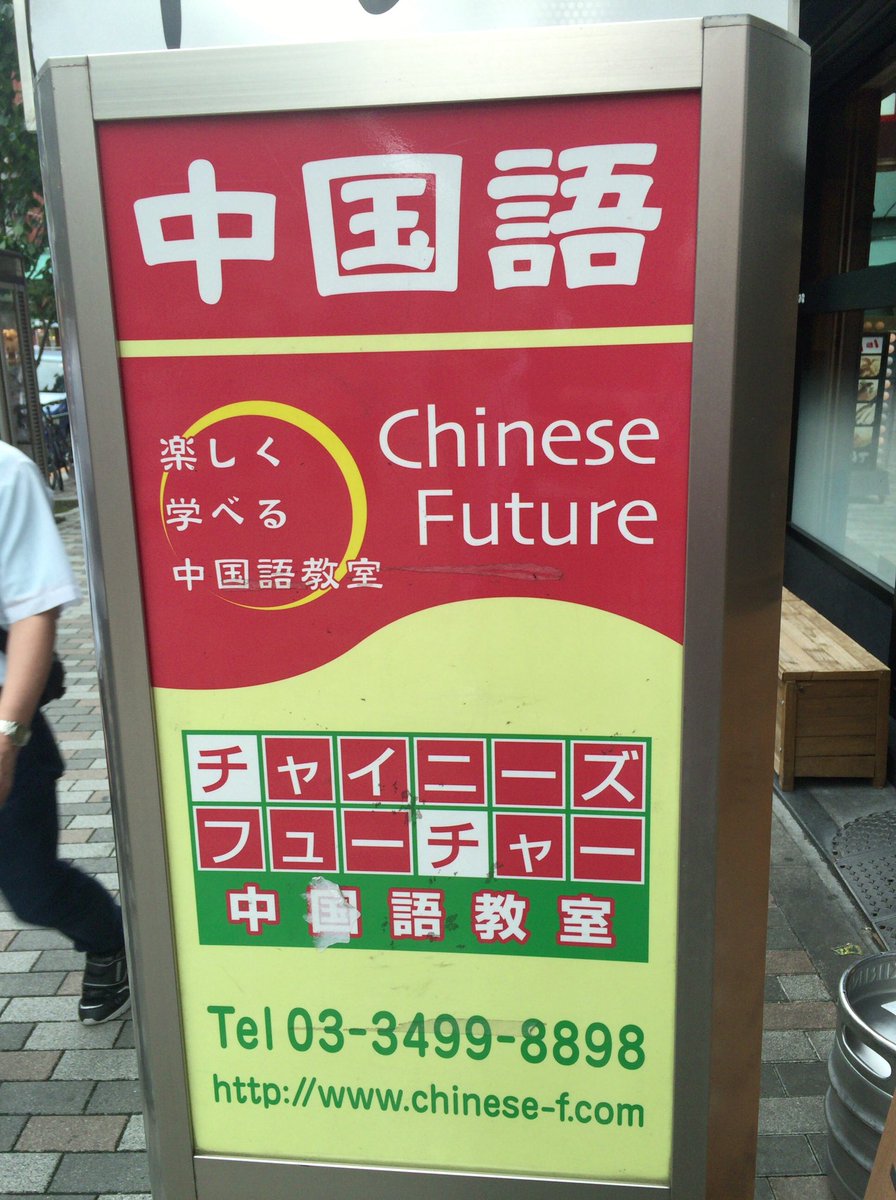 中国語
楽しく
学べる
中国語教室
Chinese
Future
チャイニーズ
フューチャー
中国語教室
Tel 03-3499-8898
http://www.chinese-f.com